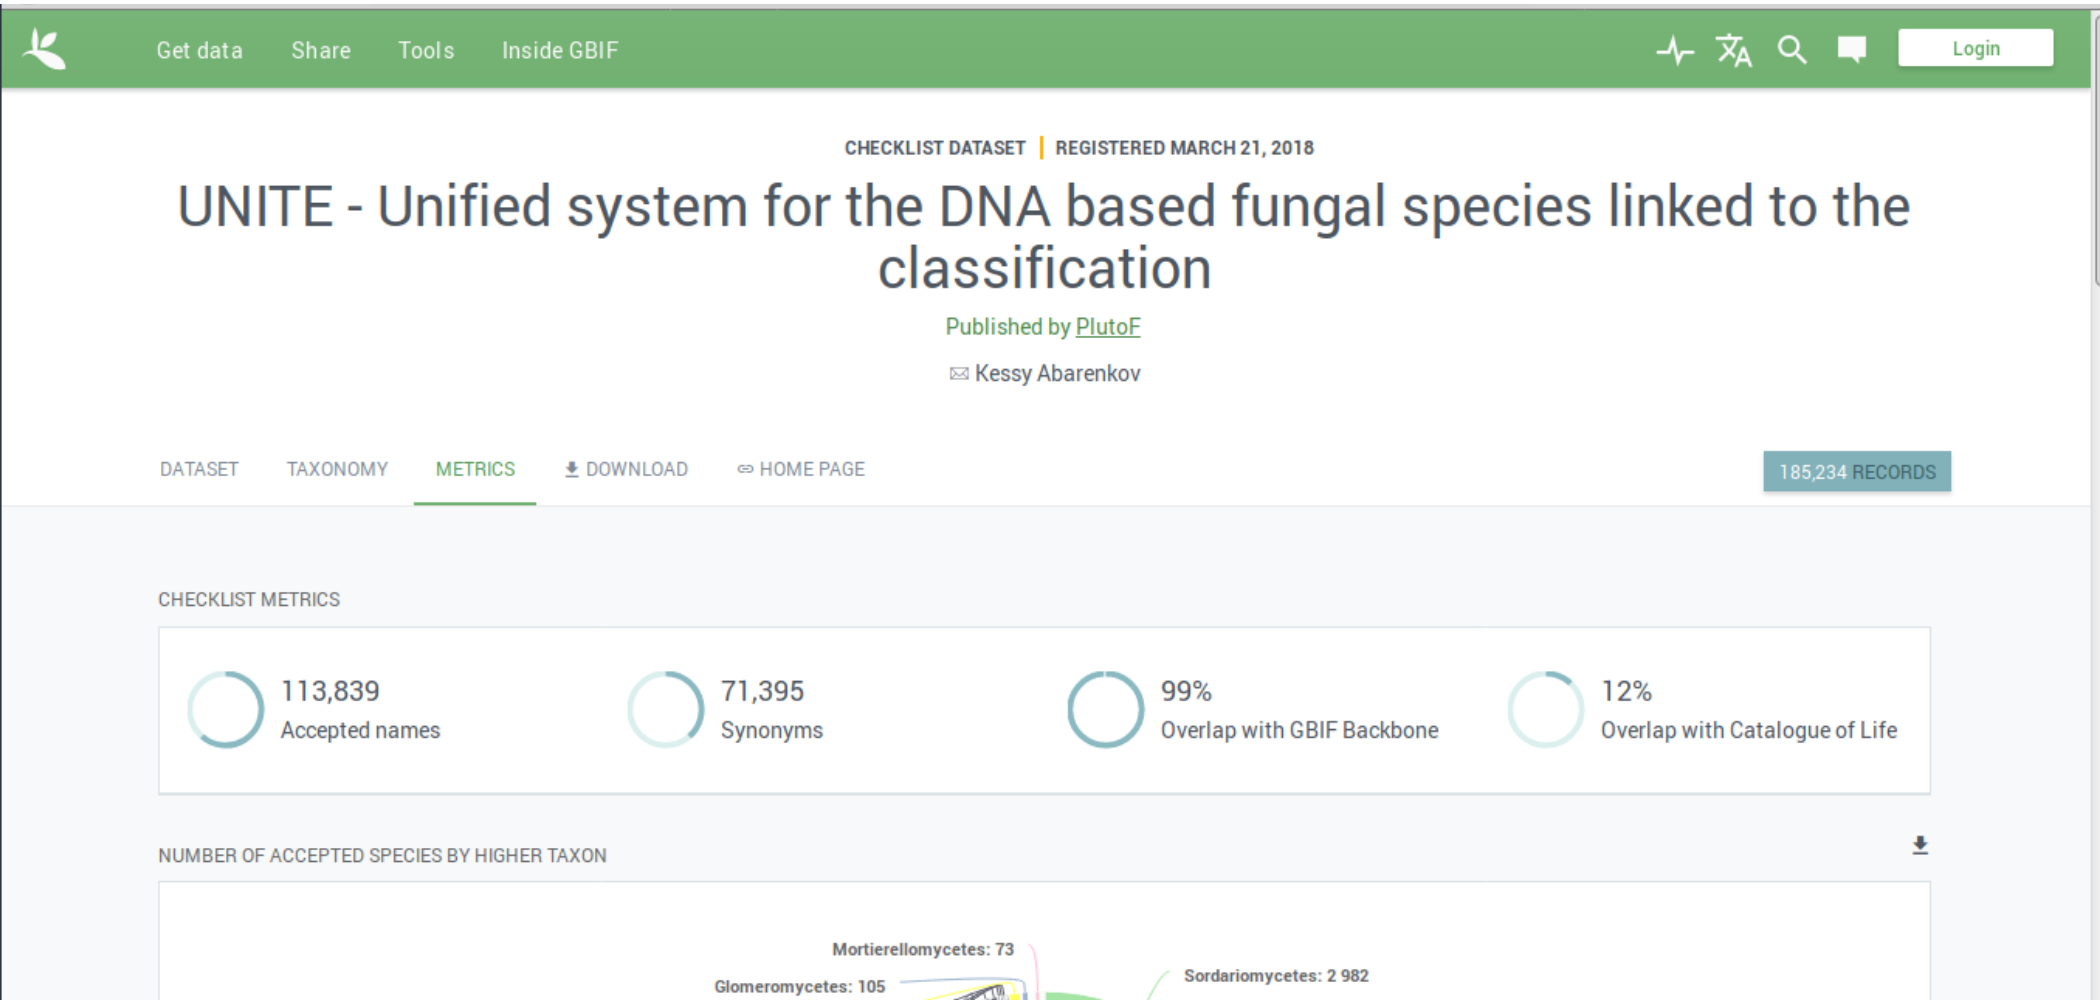 Get data Share Tools Inside GBIF Login
CHECKLIST DATASET | REGISTERED MARCH 21, 2018
UNITE - Unified system for the DNA based fungal species linked to the
classification
Published by PlutoF
Kessy Abarenkov
DATASET TAXONOMY METRICS DOWNLOAD HOME PAGE 185,234 RECORDS
CHECKLIST METRICS
113,839
Accepted names
71,395
Synonyms
99%
Overlap with GBIF Backbone
12%
Overlap with Catalogue of Life
NUMBER OF ACCEPTED SPECIES BY HIGHER TAXON
Mortierellomycetes: 73
Sordariomycetes: 2 982
Glomeromycetes: 105